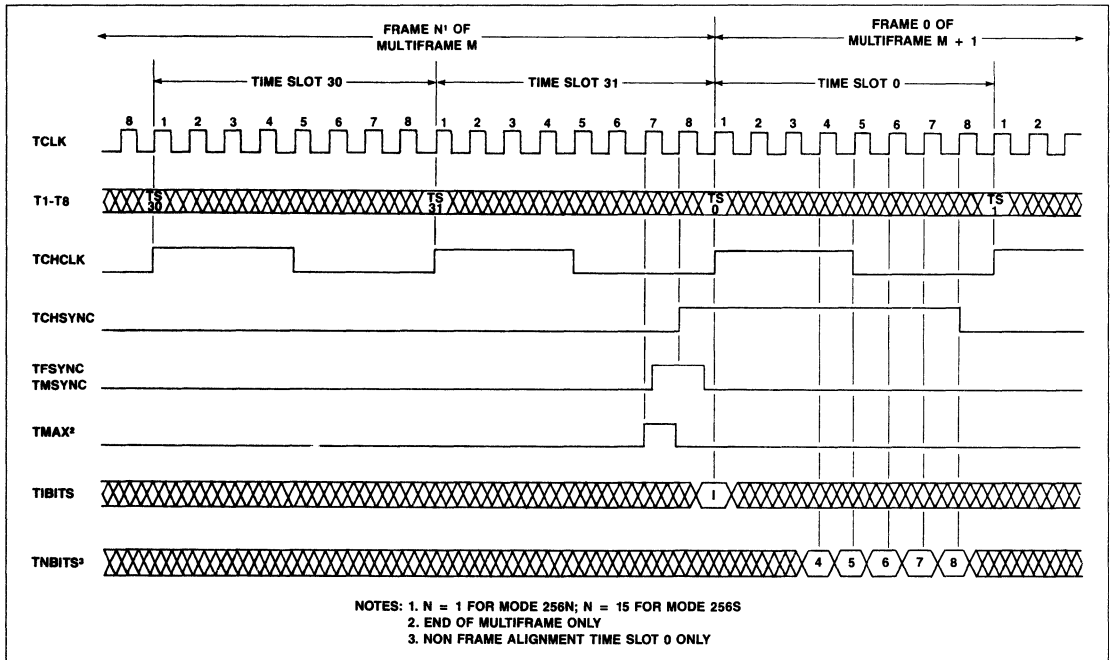 FRAME N¹ OF
MULTIFRAME M
FRAME 0 OF
MULTIFRAME M + 1
TIME SLOT 30
TIME SLOT 31
TIME SLOT 0
8 1 2 3 4 5 6 7 8 1 2 3 4 5 6 7 8 1 2 3 4 5 6 7 8 1 2
TCLK
T1-T8
TS
30
TS
31
TS
0
TS
1
TCHCLK
TCHSYNC
TFSYNC
TMSYNC
TMAX²
TIBITS
I
TNBITS³
4 5 6 7 8
NOTES: 1. N = 1 FOR MODE 256N; N = 15 FOR MODE 256S
2. END OF MULTIFRAME ONLY
3. NON FRAME ALIGNMENT TIME SLOT 0 ONLY